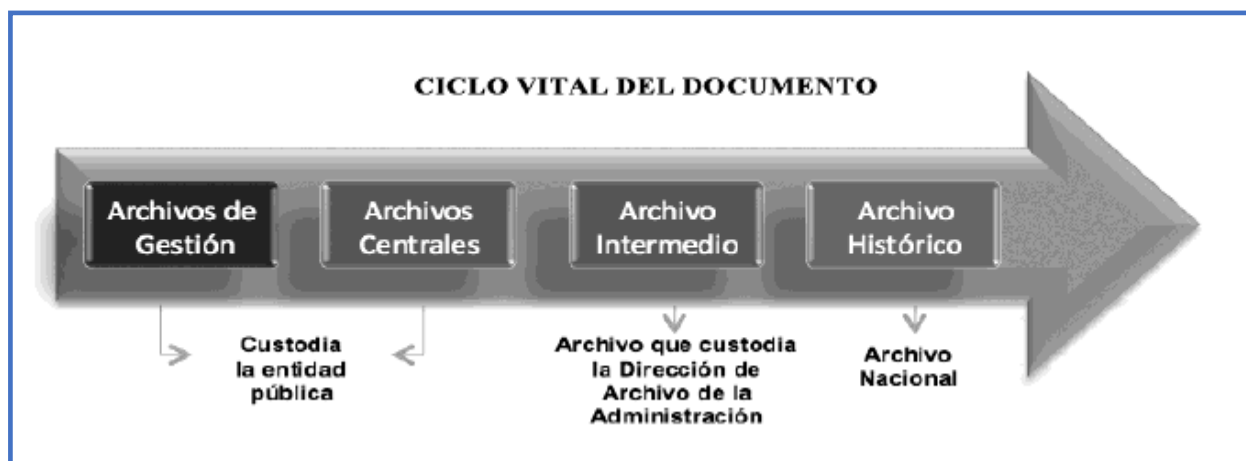 CICLO VITAL DEL DOCUMENTO
Archivos de
Gestión
Archivos
Centrales
Archivo
Intermedio
Archivo
Histórico
Custodia
la entidad
pública
Archivo que custodia
la Dirección de
Archivo de la
Administración
Archivo
Nacional